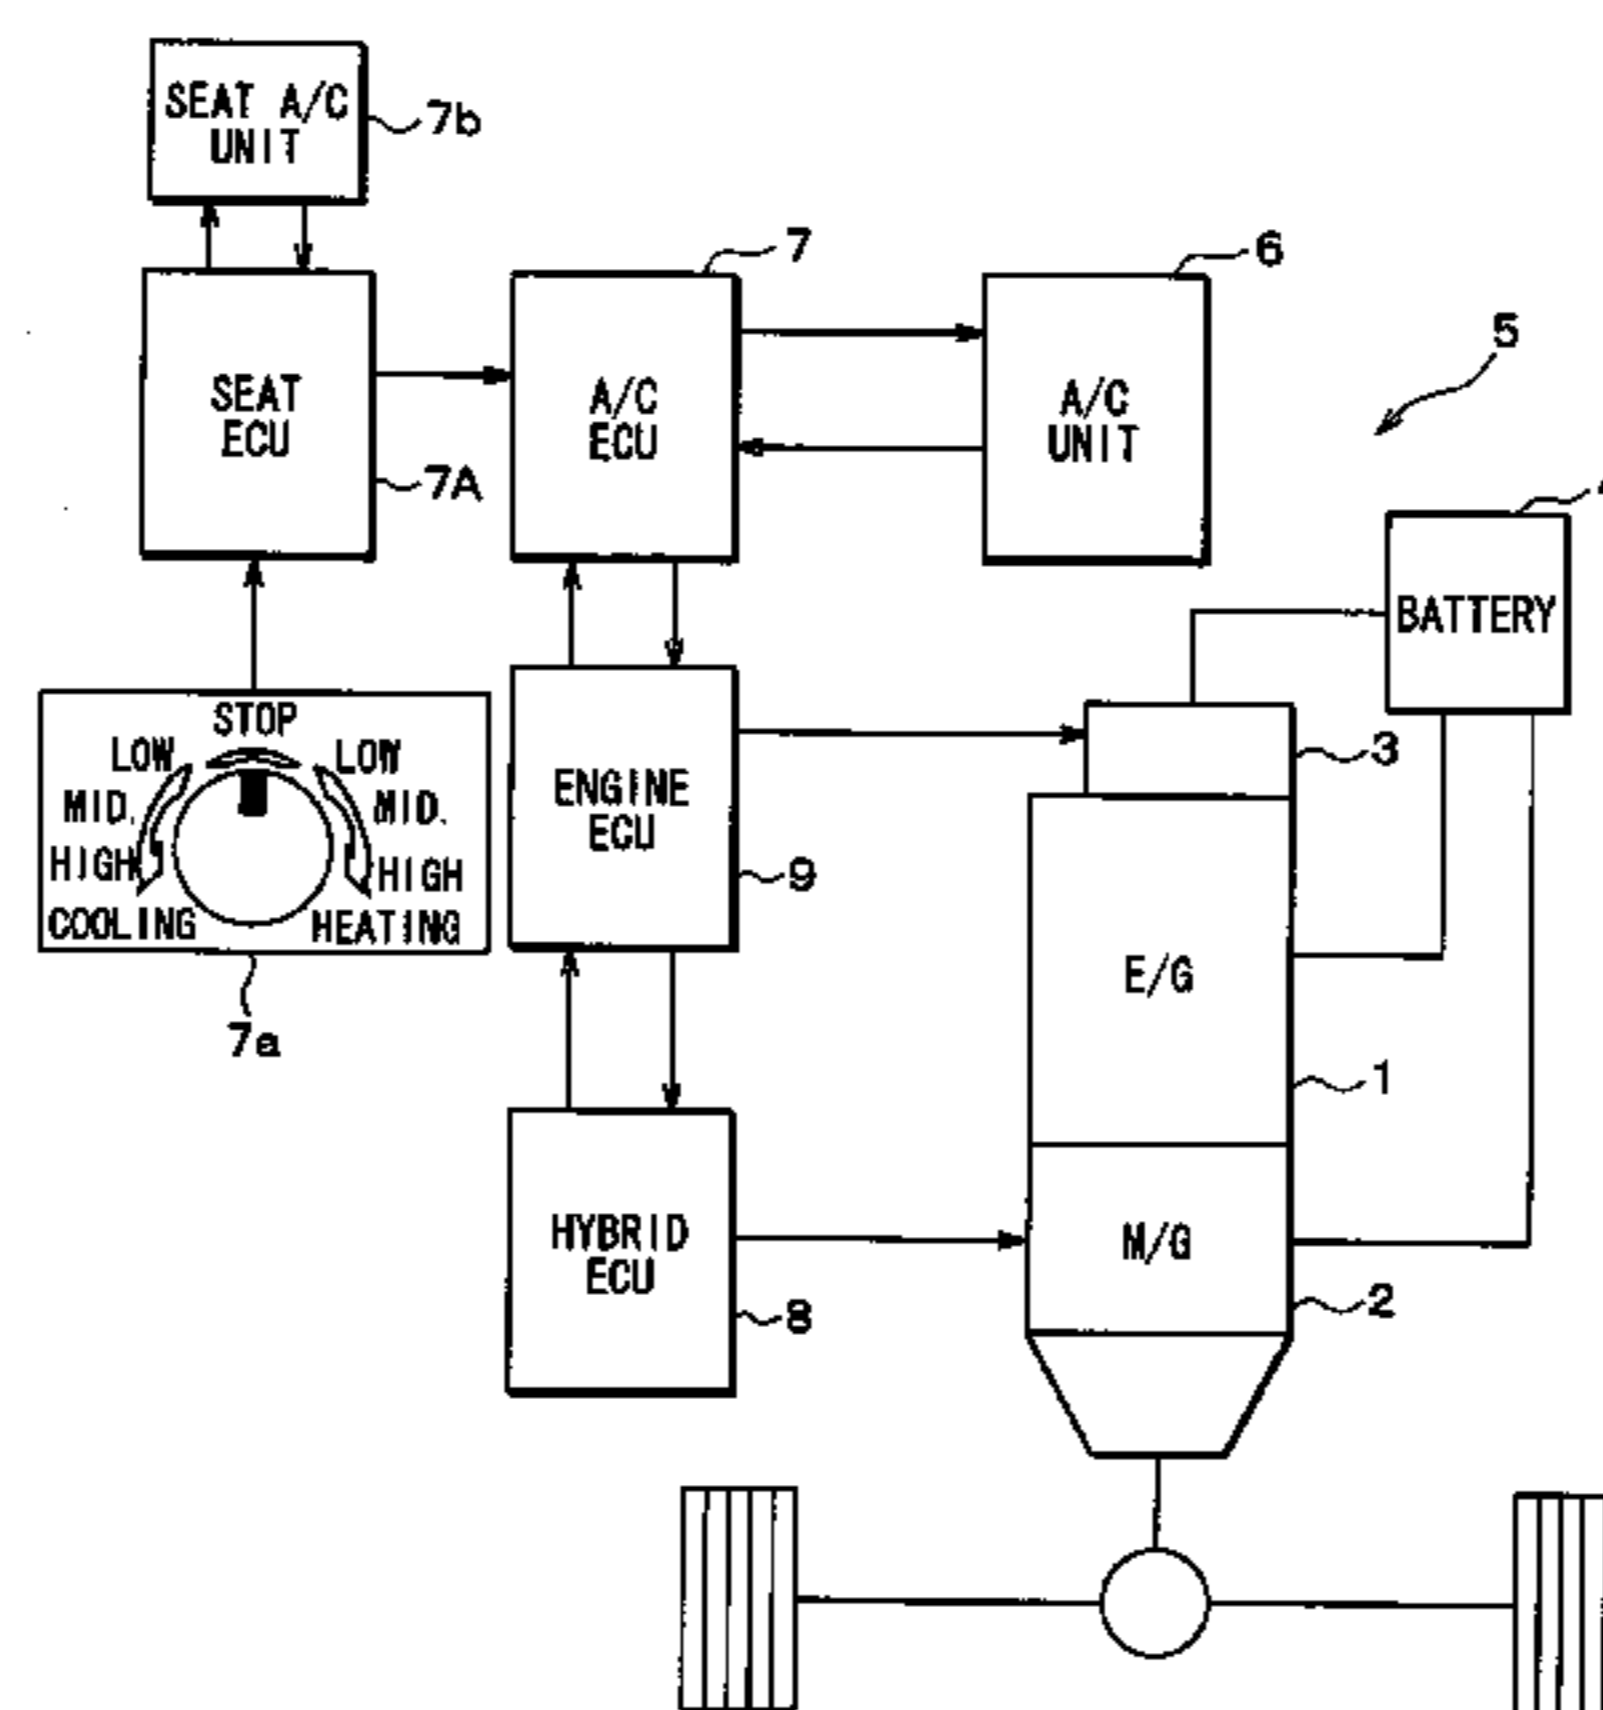 SEAT A/C
UNIT
7b
7
6
5
SEAT
ECU
7A
A/C
ECU
A/C
UNIT
BATTERY
STOP
LOW
LOW
MID.
MID.
HIGH
HIGH
COOLING
HEATING
7a
ENGINE
ECU
9
3
E/G
1
HYBRID
ECU
8
M/G
2